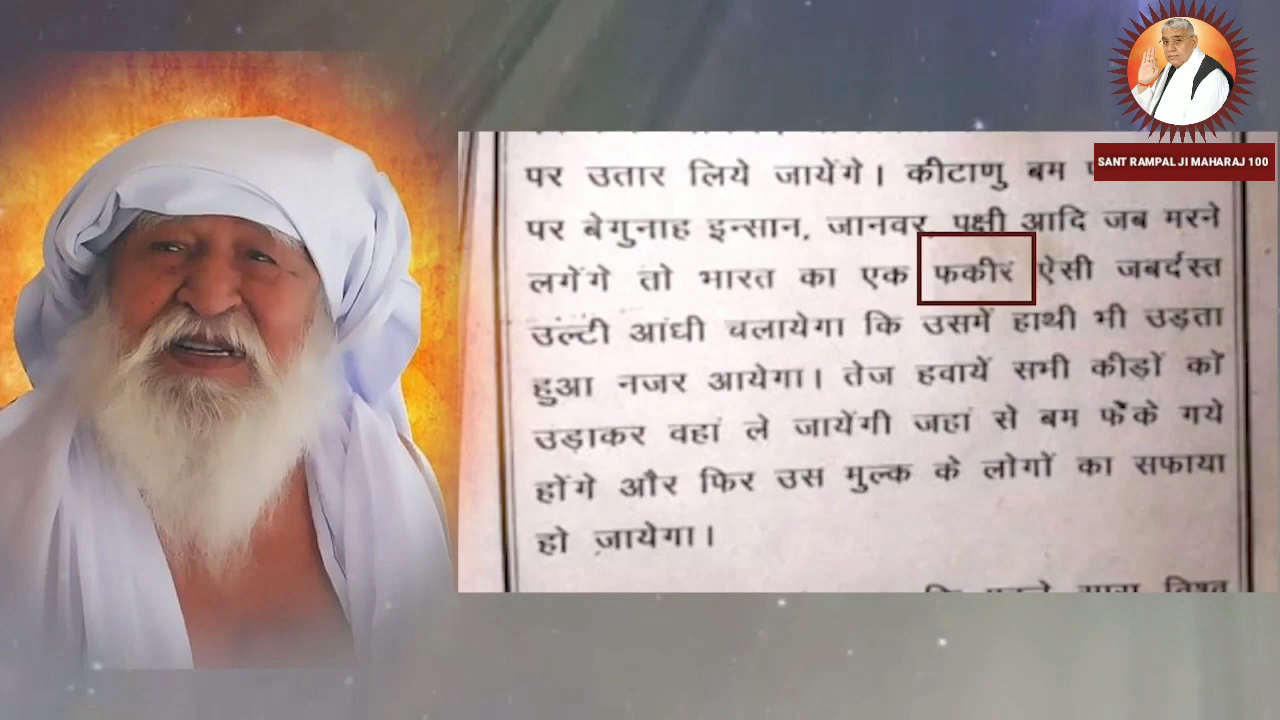 पर उतार लिये जायेंगे। कीटाणु बम
पर बेगुनाह इन्सान, जानवर, पक्षी आदि जब मरने
लगेंगे तो भारत का एक फकीर ऐसी जबर्दस्त
उल्टी आंधी चलायेगा कि उसमें हाथी भी उड़ता
हुआ नजर आयेगा। तेज हवायें सभी कीड़ों को
उड़ाकर वहां ले जायेंगी जहां से बम फेंके गये
होंगे और फिर उस मुल्क के लोगों का सफाया
हो जायेगा।
SANT RAMPAL JI MAHARAJ 100